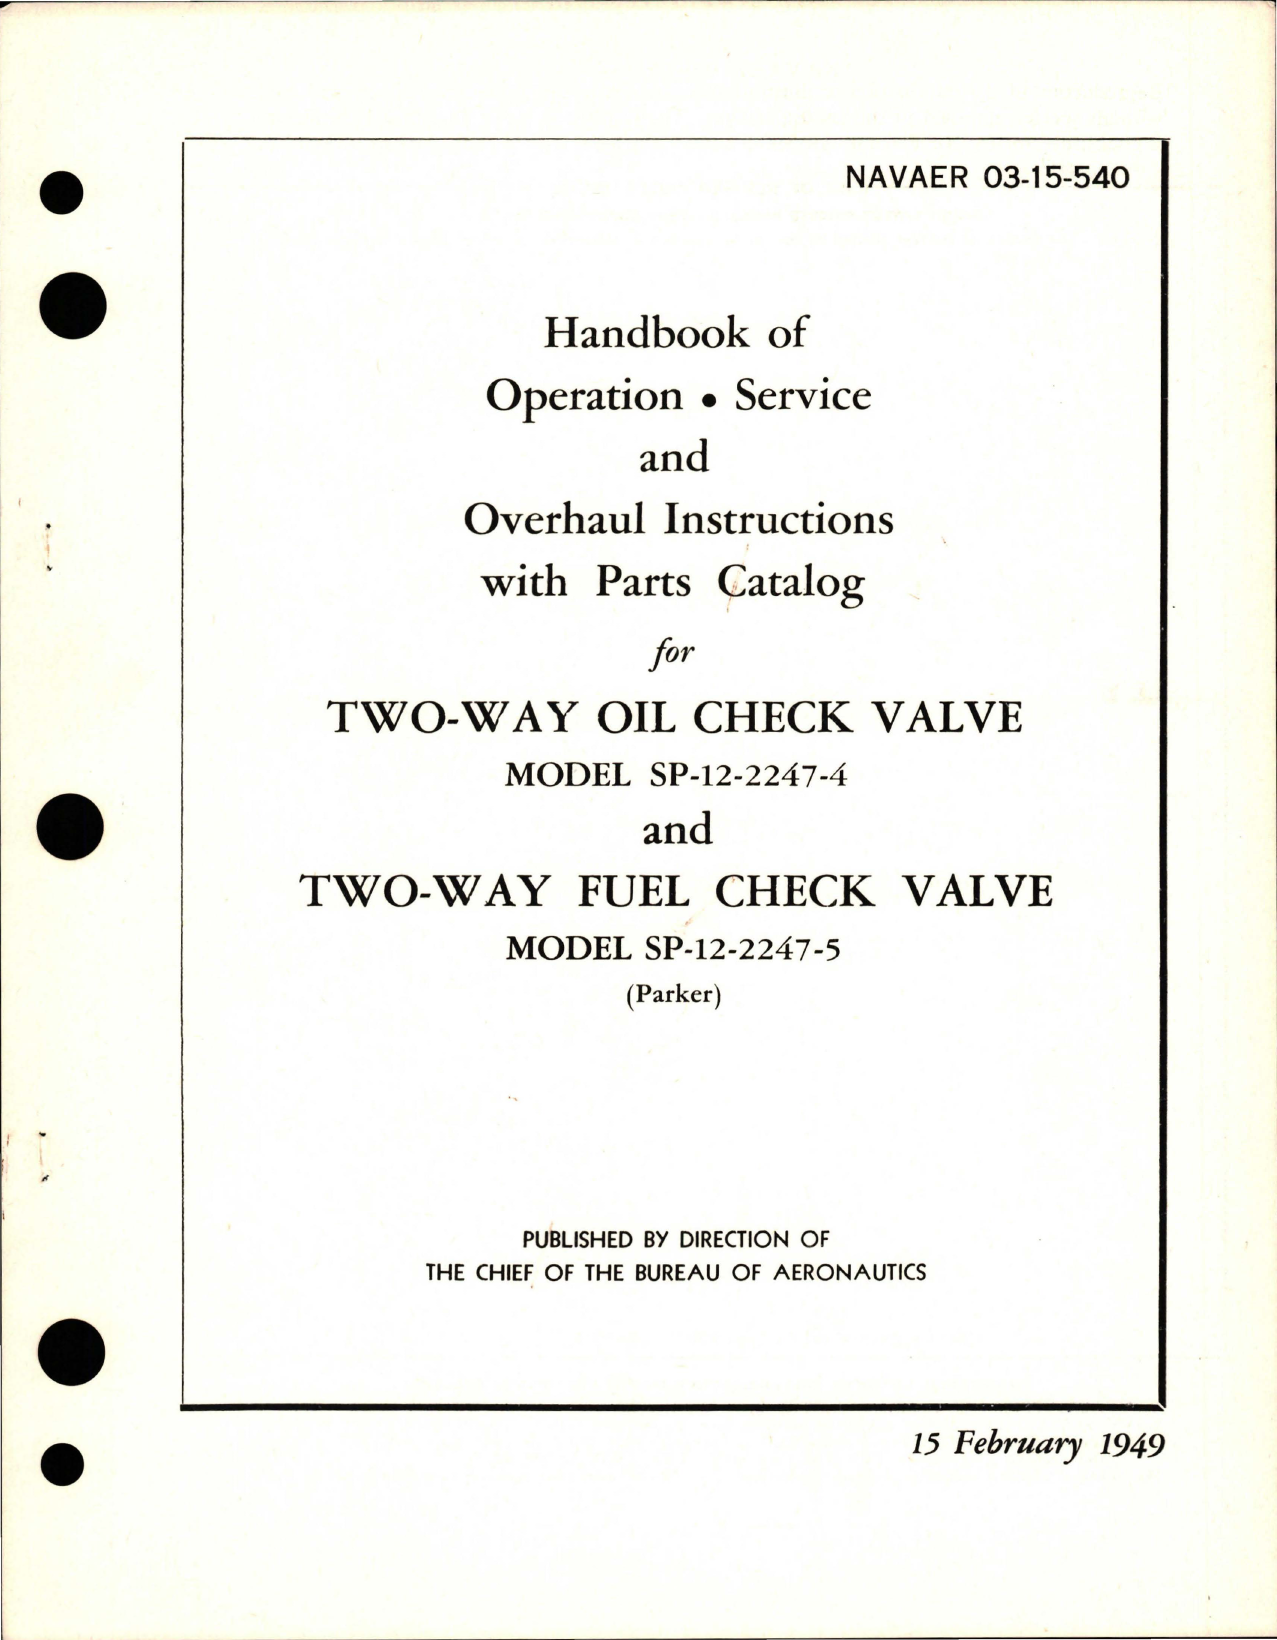 NAVAER 03-15-540
Handbook of
Operation • Service
and
Overhaul Instructions
with Parts Catalog
for
TWO-WAY OIL CHECK VALVE
MODEL SP-12-2247-4
and
TWO-WAY FUEL CHECK VALVE
MODEL SP-12-2247-5
(Parker)
PUBLISHED BY DIRECTION OF
THE CHIEF OF THE BUREAU OF AERONAUTICS
15 February 1949